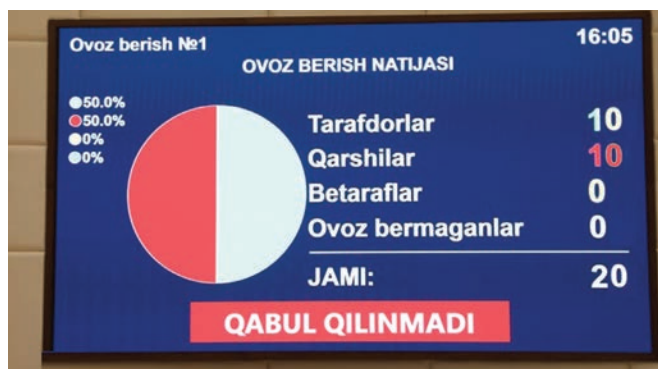 Ovoz berish №1
16:05
OVOZ BERISH NATIJASI
50.0%
50.0%
0%
0%
Tarafdorlar 10
Qarshilar 10
Betaraflar 0
Ovoz bermaganlar 0
JAMI: 20
QABUL QILINMADI